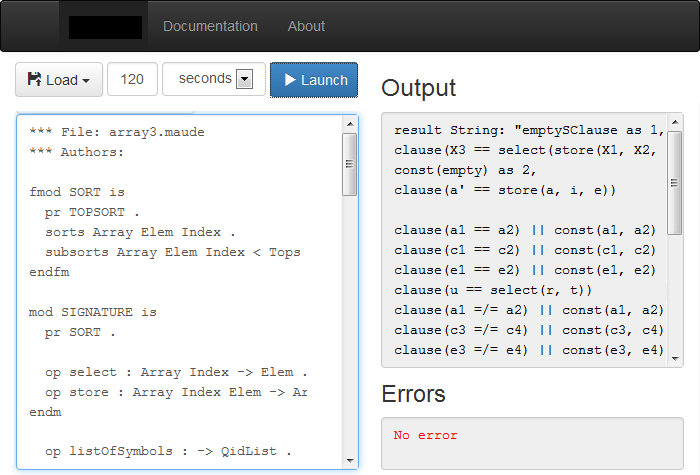 Documentation About
Load 120 seconds Launch
*** File: array3.maude
*** Authors:
fmod SORT is
pr TOPSORT .
sorts Array Elem Index .
subsorts Array Elem Index < Tops
endfm
mod SIGNATURE is
pr SORT .
op select : Array Index -> Elem .
op store : Array Index Elem -> Ar
endm
op listOfSymbols : -> QidList .
Output
result String: "emptySClause as 1,
clause(X3 == select(store(X1, X2,
const(empty) as 2,
clause(a' == store(a, i, e))
clause(a1 == a2) || const(a1, a2)
clause(c1 == c2) || const(c1, c2)
clause(e1 == e2) || const(e1, e2)
clause(u == select(r, t))
clause(a1 =/= a2) || const(a1, a2)
clause(c3 =/= c4) || const(c3, c4)
clause(e3 =/= e4) || const(e3, e4)
Errors
No error